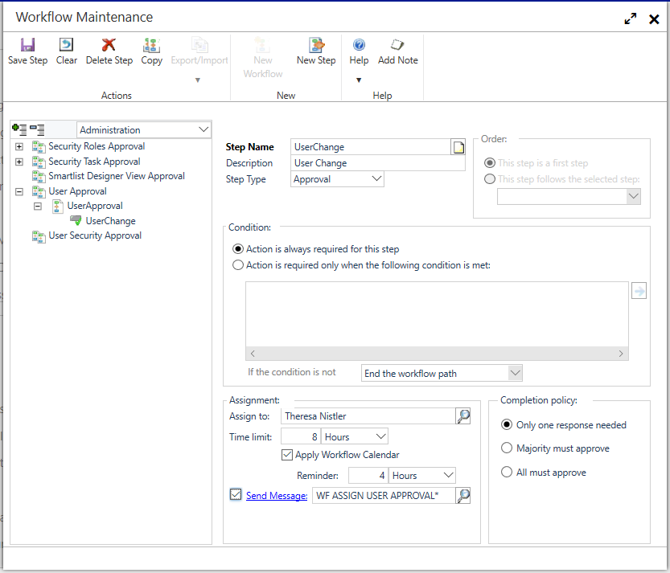 Workflow Maintenance
Save Step
Clear
Delete Step
Copy
Export/Import
New
Workflow
New Step
Help
Add Note
Actions
New
Help
Administration
Security Roles Approval
Security Task Approval
Smartlist Designer View Approval
User Approval
UserApproval
UserChange
User Security Approval
Step Name
UserChange
Description
User Change
Step Type
Approval
Order:
This step is a first step
This step follows the selected step:
Condition:
Action is always required for this step
Action is required only when the following condition is met:
If the condition is not
End the workflow path
Assignment:
Assign to:
Theresa Nistler
Time limit:
8
Hours
Apply Workflow Calendar
Reminder:
4
Hours
Send Message:
WF ASSIGN USER APPROVAL*
Completion policy:
Only one response needed
Majority must approve
All must approve